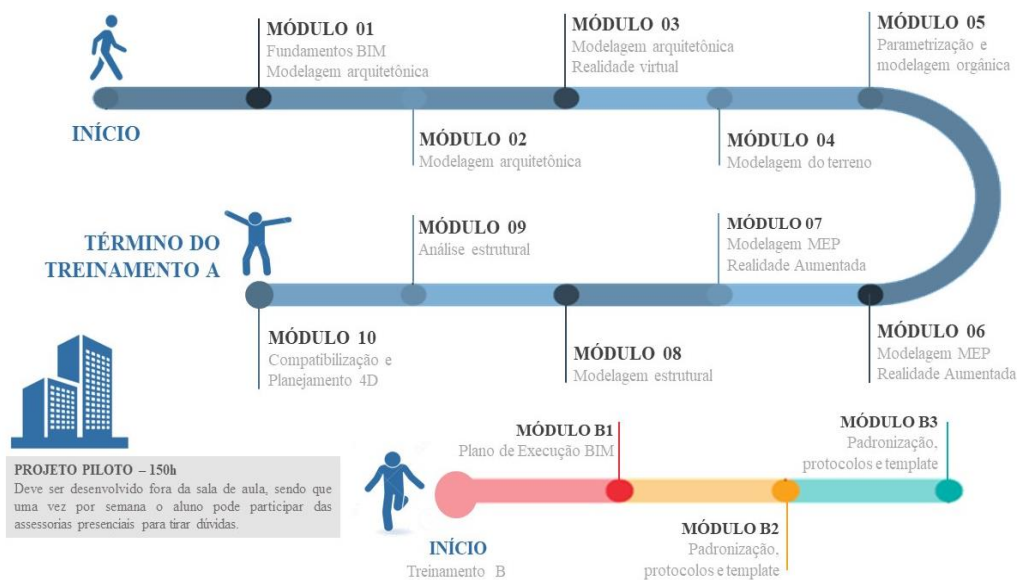 MÓDULO 01
Fundamentos BIM
Modelagem arquitetônica
MÓDULO 03
Modelagem arquitetônica
Realidade virtual
MÓDULO 05
Parametrização e
modelagem orgânica
INÍCIO
MÓDULO 02
Modelagem arquitetônica
MÓDULO 04
Modelagem do terreno
TÉRMINO DO
TREINAMENTO A
MÓDULO 09
Análise estrutural
MÓDULO 07
Modelagem MEP
Realidade Aumentada
MÓDULO 10
Compatibilização e
Planejamento 4D
MÓDULO 08
Modelagem estrutural
MÓDULO 06
Modelagem MEP
Realidade Aumentada
PROJETO PILOTO – 150h
Deve ser desenvolvido fora da sala de aula, sendo que
uma vez por semana o aluno pode participar das
assessorias presenciais para tirar dúvidas.
MÓDULO B1
Plano de Execução BIM
MÓDULO B3
Padronização,
protocolos e template
INÍCIO
Treinamento B
MÓDULO B2
Padronização,
protocolos e template